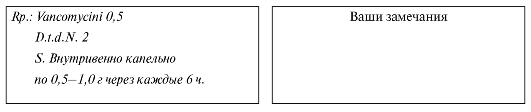 Rp.: Vancomycini 0,5
D.t.d.N. 2
S. Внутривенно капельно
по 0,5—1,0 г через каждые 6 ч.
Ваши замечания